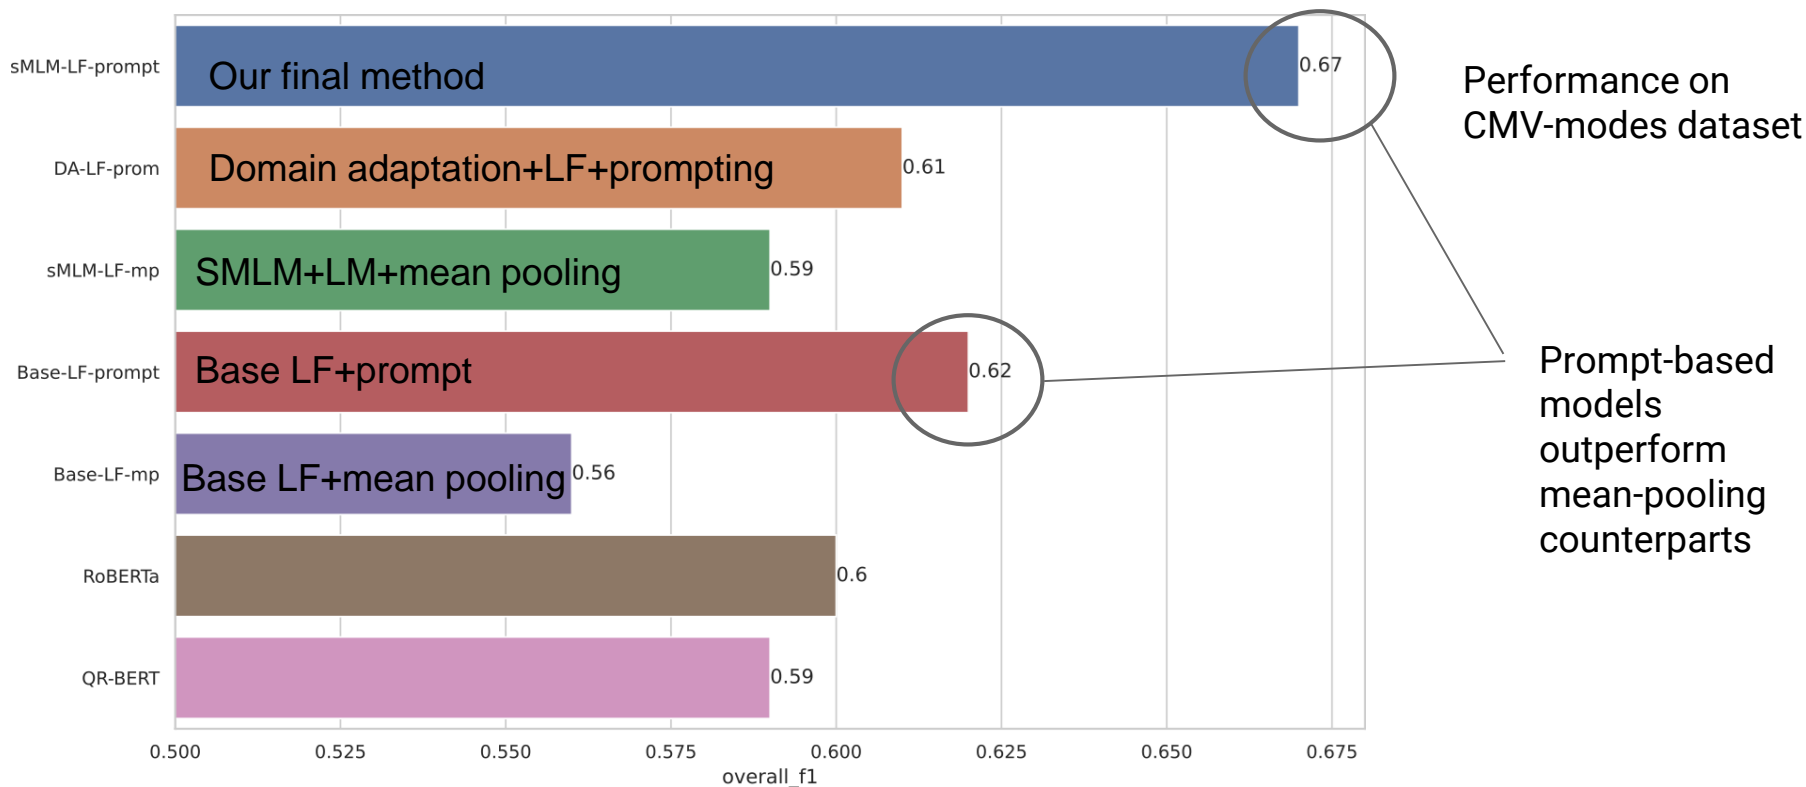 sMLM-LF-prompt
Our final method
0.67
Performance on
CMV-modes dataset
DA-LF-prom
Domain adaptation+LF+prompting
0.61
sMLM-LF-mp
SMLM+LM+mean pooling
0.59
Base-LF-prompt
Base LF+prompt
0.62
Prompt-based
models
outperform
mean-pooling
counterparts
Base-LF-mp
Base LF+mean pooling
0.56
RoBERTa
0.6
QR-BERT
0.59
0.500 0.525 0.550 0.575 0.600 0.625 0.650 0.675
overall_f1